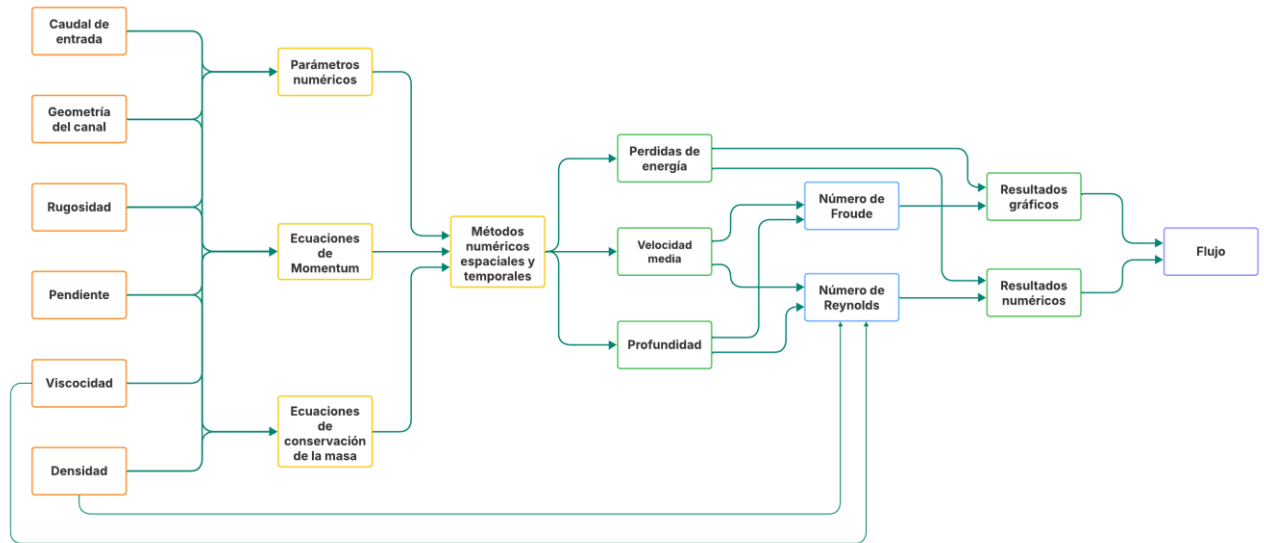 Caudal de
entrada
Geometría
del canal
Rugosidad
Pendiente
Viscocidad
Densidad
Parámetros
numéricos
Ecuaciones
de
Momentum
Ecuaciones
de
conservación
de la masa
Métodos
numéricos
espaciales y
temporales
Perdidas de
energía
Velocidad
media
Profundidad
Número de
Froude
Número de
Reynolds
Resultados
gráficos
Resultados
numéricos
Flujo